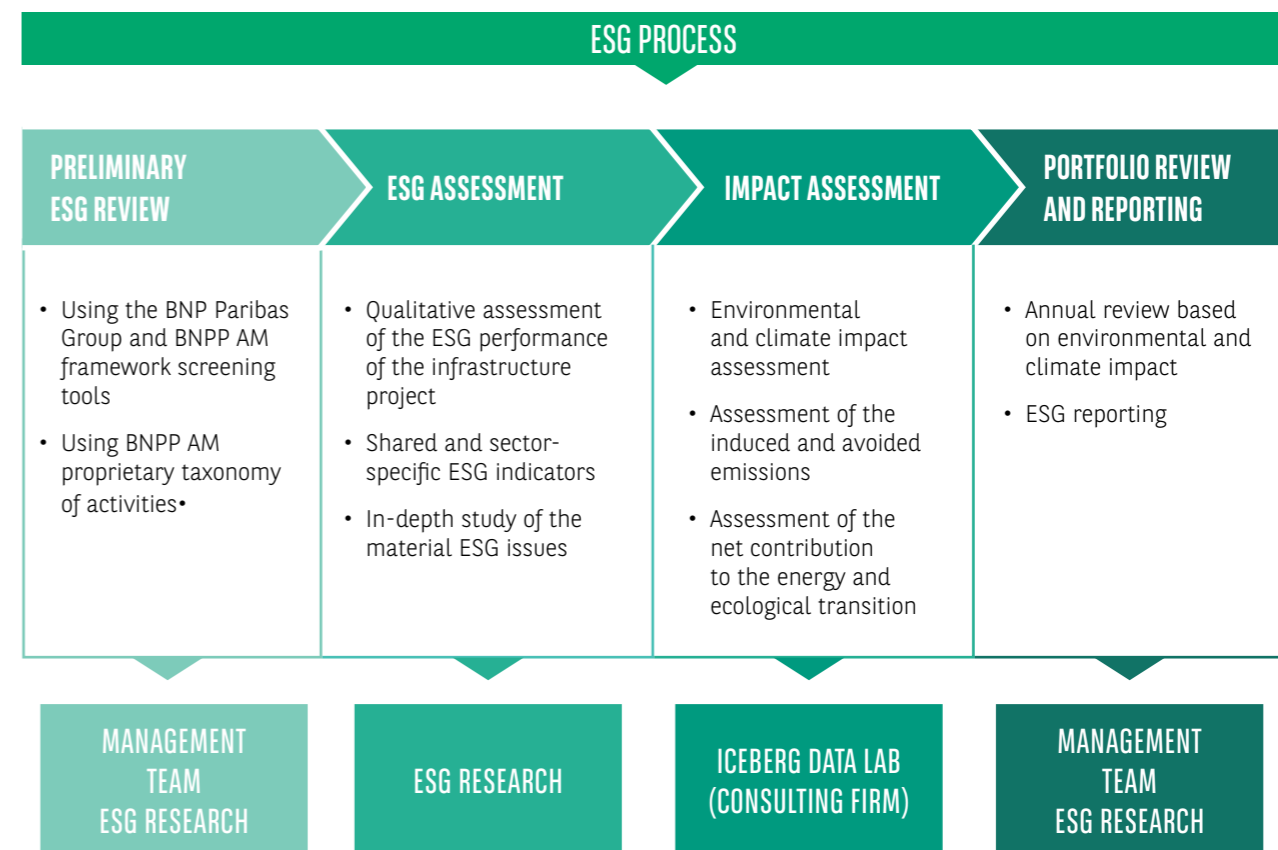 ESG PROCESS
PRELIMINARY
ESG REVIEW
• Using the BNP Paribas
Group and BNPP AM
framework screening
tools
• Using BNPP AM
proprietary taxonomy
of activities•
MANAGEMENT
TEAM
ESG RESEARCH
ESG ASSESSMENT
• Qualitative assessment
of the ESG performance
of the infrastructure
project
• Shared and sector-
specific ESG indicators
• In-depth study of the
material ESG issues
ESG RESEARCH
IMPACT ASSESSMENT
• Environmental
and climate impact
assessment
• Assessment of the
induced and avoided
emissions
• Assessment of the
net contribution
to the energy and
ecological transition
ICEBERG DATA LAB
(CONSULTING FIRM)
PORTFOLIO REVIEW
AND REPORTING
• Annual review based
on environmental and
climate impact
• ESG reporting
MANAGEMENT
TEAM
ESG RESEARCH